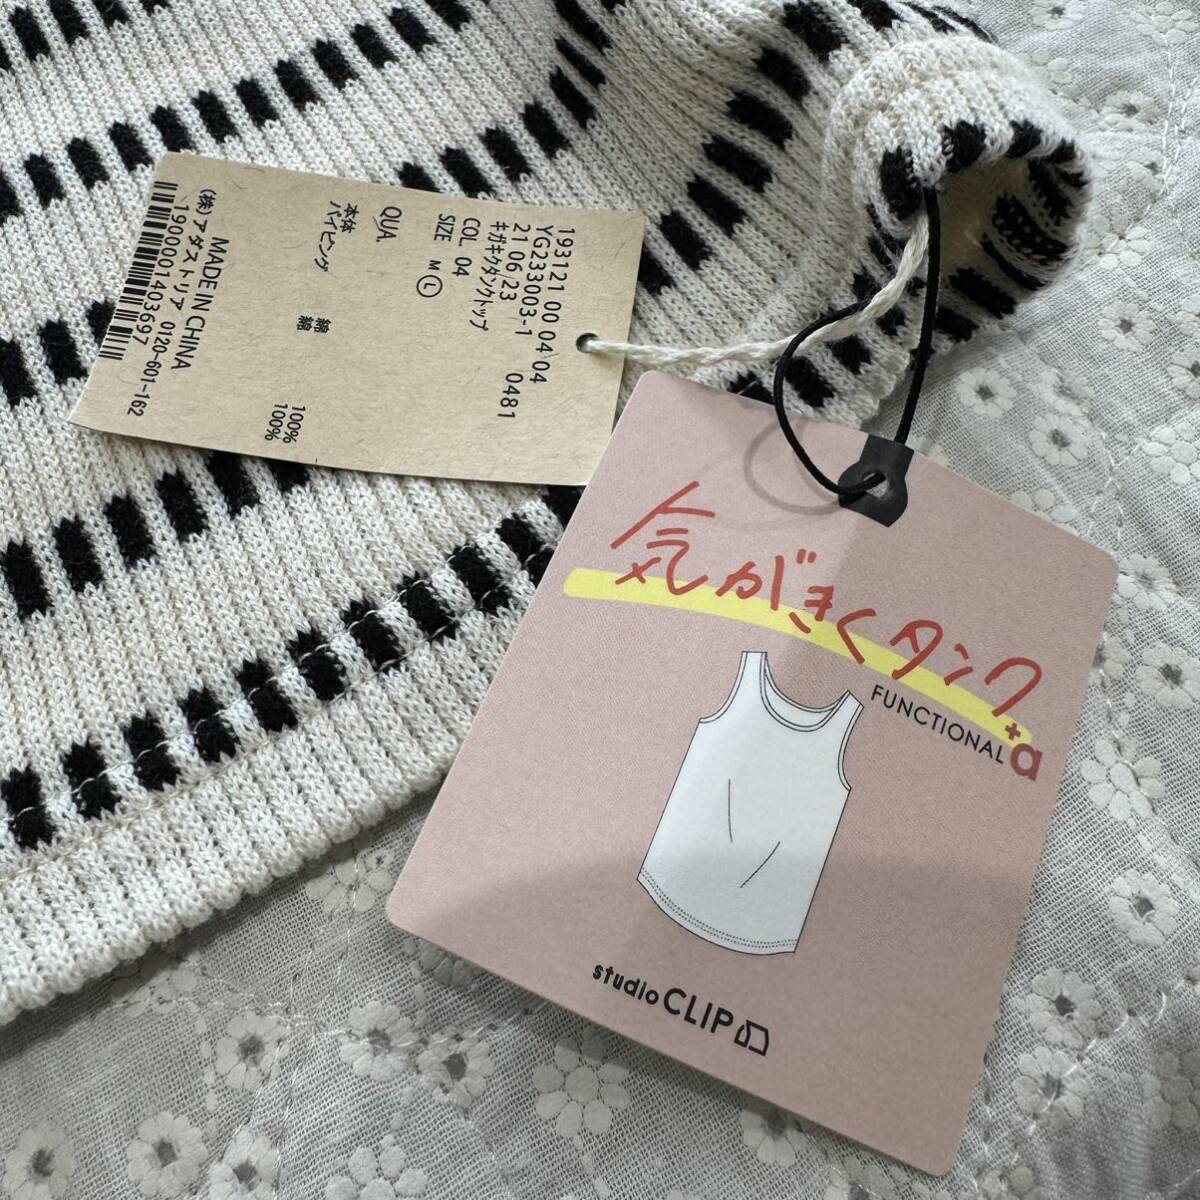 193121 00 04 04
YG233003-1
21 06 23 0481
キガキクタンクトップ
COL 04
SIZE M L
QUA.
本体 綿 100%
パイピング 綿 100%
MADE IN CHINA
(株)アダストリア 0120-601-162
1900001403697
気がきくタンク
FUNCTIONAL +a
studio CLIP